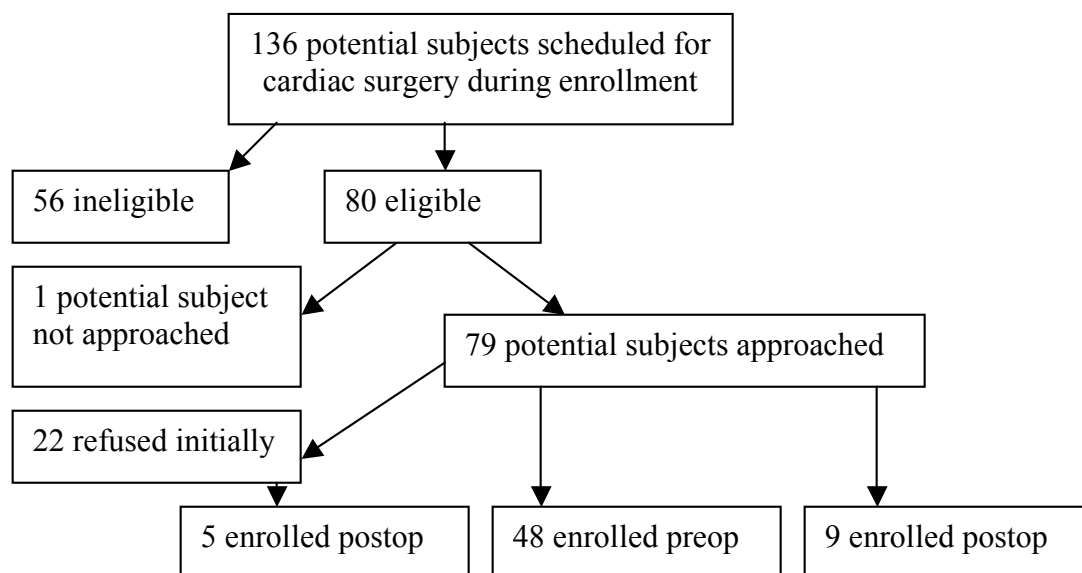 136 potential subjects scheduled for
cardiac surgery during enrollment
56 ineligible
80 eligible
1 potential subject
not approached
79 potential subjects approached
22 refused initially
5 enrolled postop
48 enrolled preop
9 enrolled postop